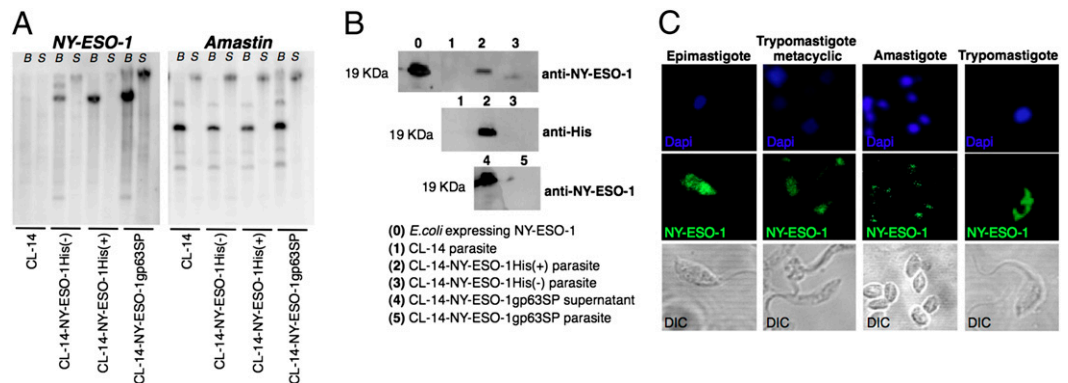 A
NY-ESO-1 Amastin
B S B S B S B S B S B S B S B S
CL-14
CL-14-NY-ESO-1His(-)
CL-14-NY-ESO-1His(+)
CL-14-NY-ESO-1gp63SP
CL-14
CL-14-NY-ESO-1His(-)
CL-14-NY-ESO-1His(+)
CL-14-NY-ESO-1gp63SP
B
0 1 2 3
19 KDa anti-NY-ESO-1
1 2 3
19 KDa anti-His
4 5
19 KDa anti-NY-ESO-1
(0) E.coli expressing NY-ESO-1
(1) CL-14 parasite
(2) CL-14-NY-ESO-1His(+) parasite
(3) CL-14-NY-ESO-1His(-) parasite
(4) CL-14-NY-ESO-1gp63SP supernatant
(5) CL-14-NY-ESO-1gp63SP parasite
C
Epimastigote Trypomastigote metacyclic Amastigote Trypomastigote
Dapi Dapi Dapi Dapi
NY-ESO-1 NY-ESO-1 NY-ESO-1 NY-ESO-1
DIC DIC DIC DIC